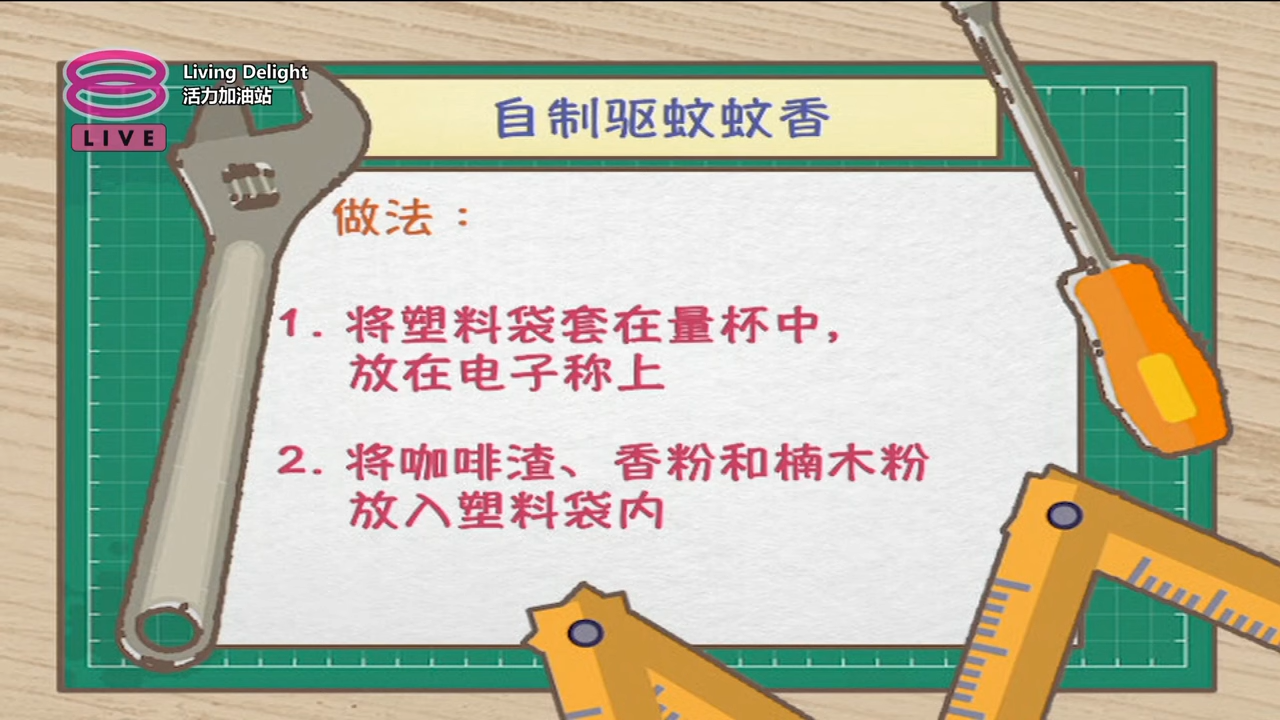 Living Delight
活力加油站
LIVE
自制驱蚊蚊香
做法：
1. 将塑料袋套在量杯中，
放在电子称上
2. 将咖啡渣、香粉和楠木粉
放入塑料袋内